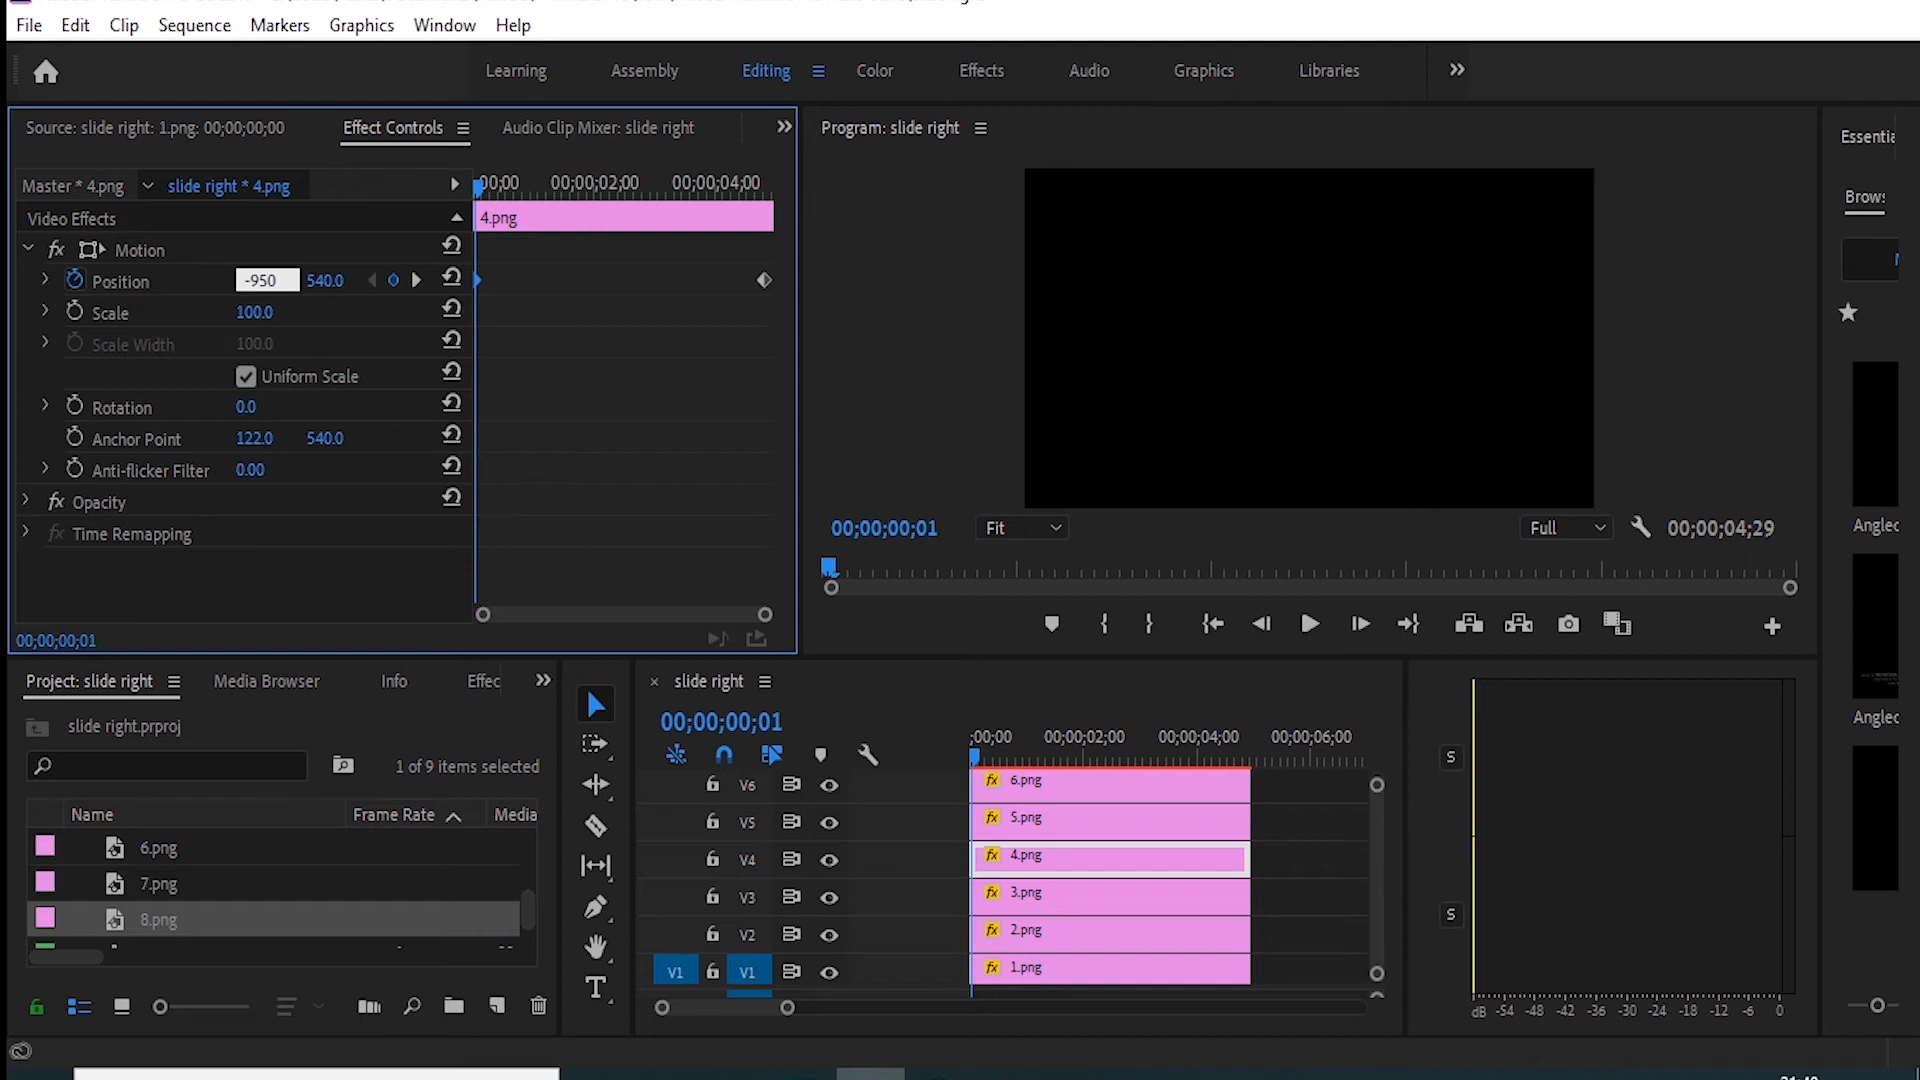 File Edit Clip Sequence Markers Graphics Window Help
Learning Assembly Editing Color Effects Audio Graphics Libraries
Source: slide right: 1.png: 00;00;00;00 Effect Controls Audio Clip Mixer: slide right
Program: slide right
Master * 4.png slide right * 4.png
00;00 00;00;02;00 00;00;04;00
Video Effects
4.png
Motion
Position -950 540.0
Scale 100.0
Scale Width 100.0
Uniform Scale
Rotation 0.0
Anchor Point 122.0 540.0
Anti-flicker Filter 0.00
Opacity
Time Remapping
00;00;00;01
00;00;00;01 Fit Full 00;00;04;29
Project: slide right Media Browser Info Effec
slide right.prproj
1 of 9 items selected
Name Frame Rate Media
6.png
7.png
8.png
slide right
00;00;00;01
;00;00 00;00;02;00 00;00;04;00 00;00;06;00
V6 6.png
V5 5.png
V4 4.png
V3 3.png
V2 2.png
V1 V1 1.png
S
S
dB -54 -48 -42 -36 -30 -24 -18 -12 -6 0
Essentia
Brow
Anglec
Anglec